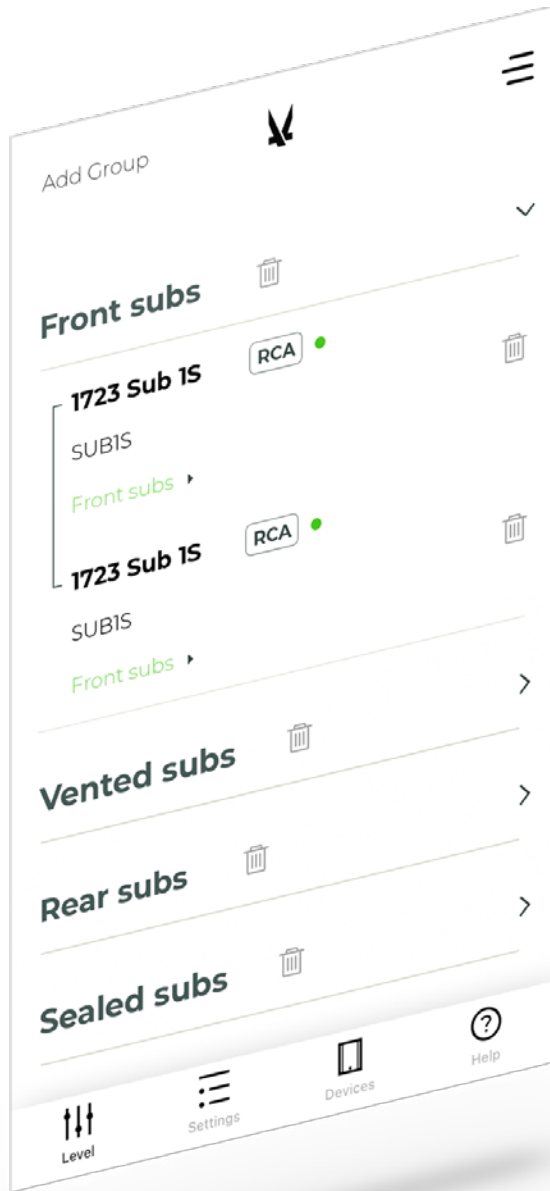 Add Group
Front subs
1723 Sub 1S
RCA
SUB1S
Front subs
1723 Sub 1S
RCA
SUB1S
Front subs
Vented subs
Rear subs
Sealed subs
Level
Settings
Devices
Help